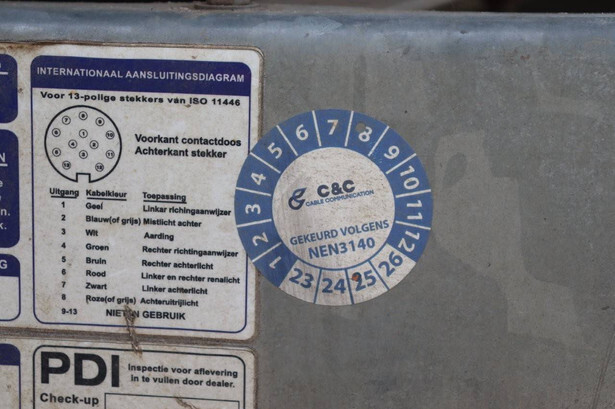 INTERNATIONAAL AANSLUITINGSDIAGRAM
Voor 13-polige stekkers van ISO 11446
Voorkant contactdoos
Achterkant stekker
Uitgang Kabelkleur Toepassing
1 Geel Linkar richingaanwijzer
2 Blauw(of grijs) Mistlicht achter
3 Wit Aarding
4 Groen Rechter richtingaanwijzer
5 Bruin Rechter achterlicht
6 Rood Linker en rechter renalicht
7 Zwart Linker achterlicht
8 Roze(of grijs) Achteruitrijlicht
9-13 NIET IN GEBRUIK
PDI Inspectie voor aflevering
in te vullen door dealer.
Check-up
1 2 3 4 5 6 7 8 9 10 11 12
C&C
CABLE COMMUNICATION
GEKEURD VOLGENS
NEN3140
23 24 25 26